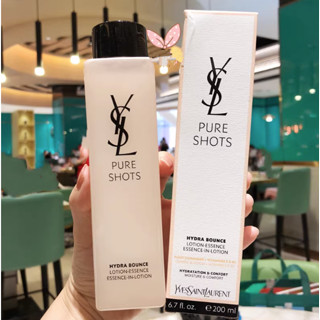 YSL
PURE
SHOTS
HYDRA BOUNCE
LOTION-ESSENCE
ESSENCE-IN-LOTION
YSL
PURE
SHOTS
HYDRA BOUNCE
LOTION-ESSENCE
ESSENCE-IN-LOTION
HYDRATATION & CONFORT
MOISTURE & COMFORT
YVESSAINTLAURENT
6.7 fl. oz. ℮ 200 ml